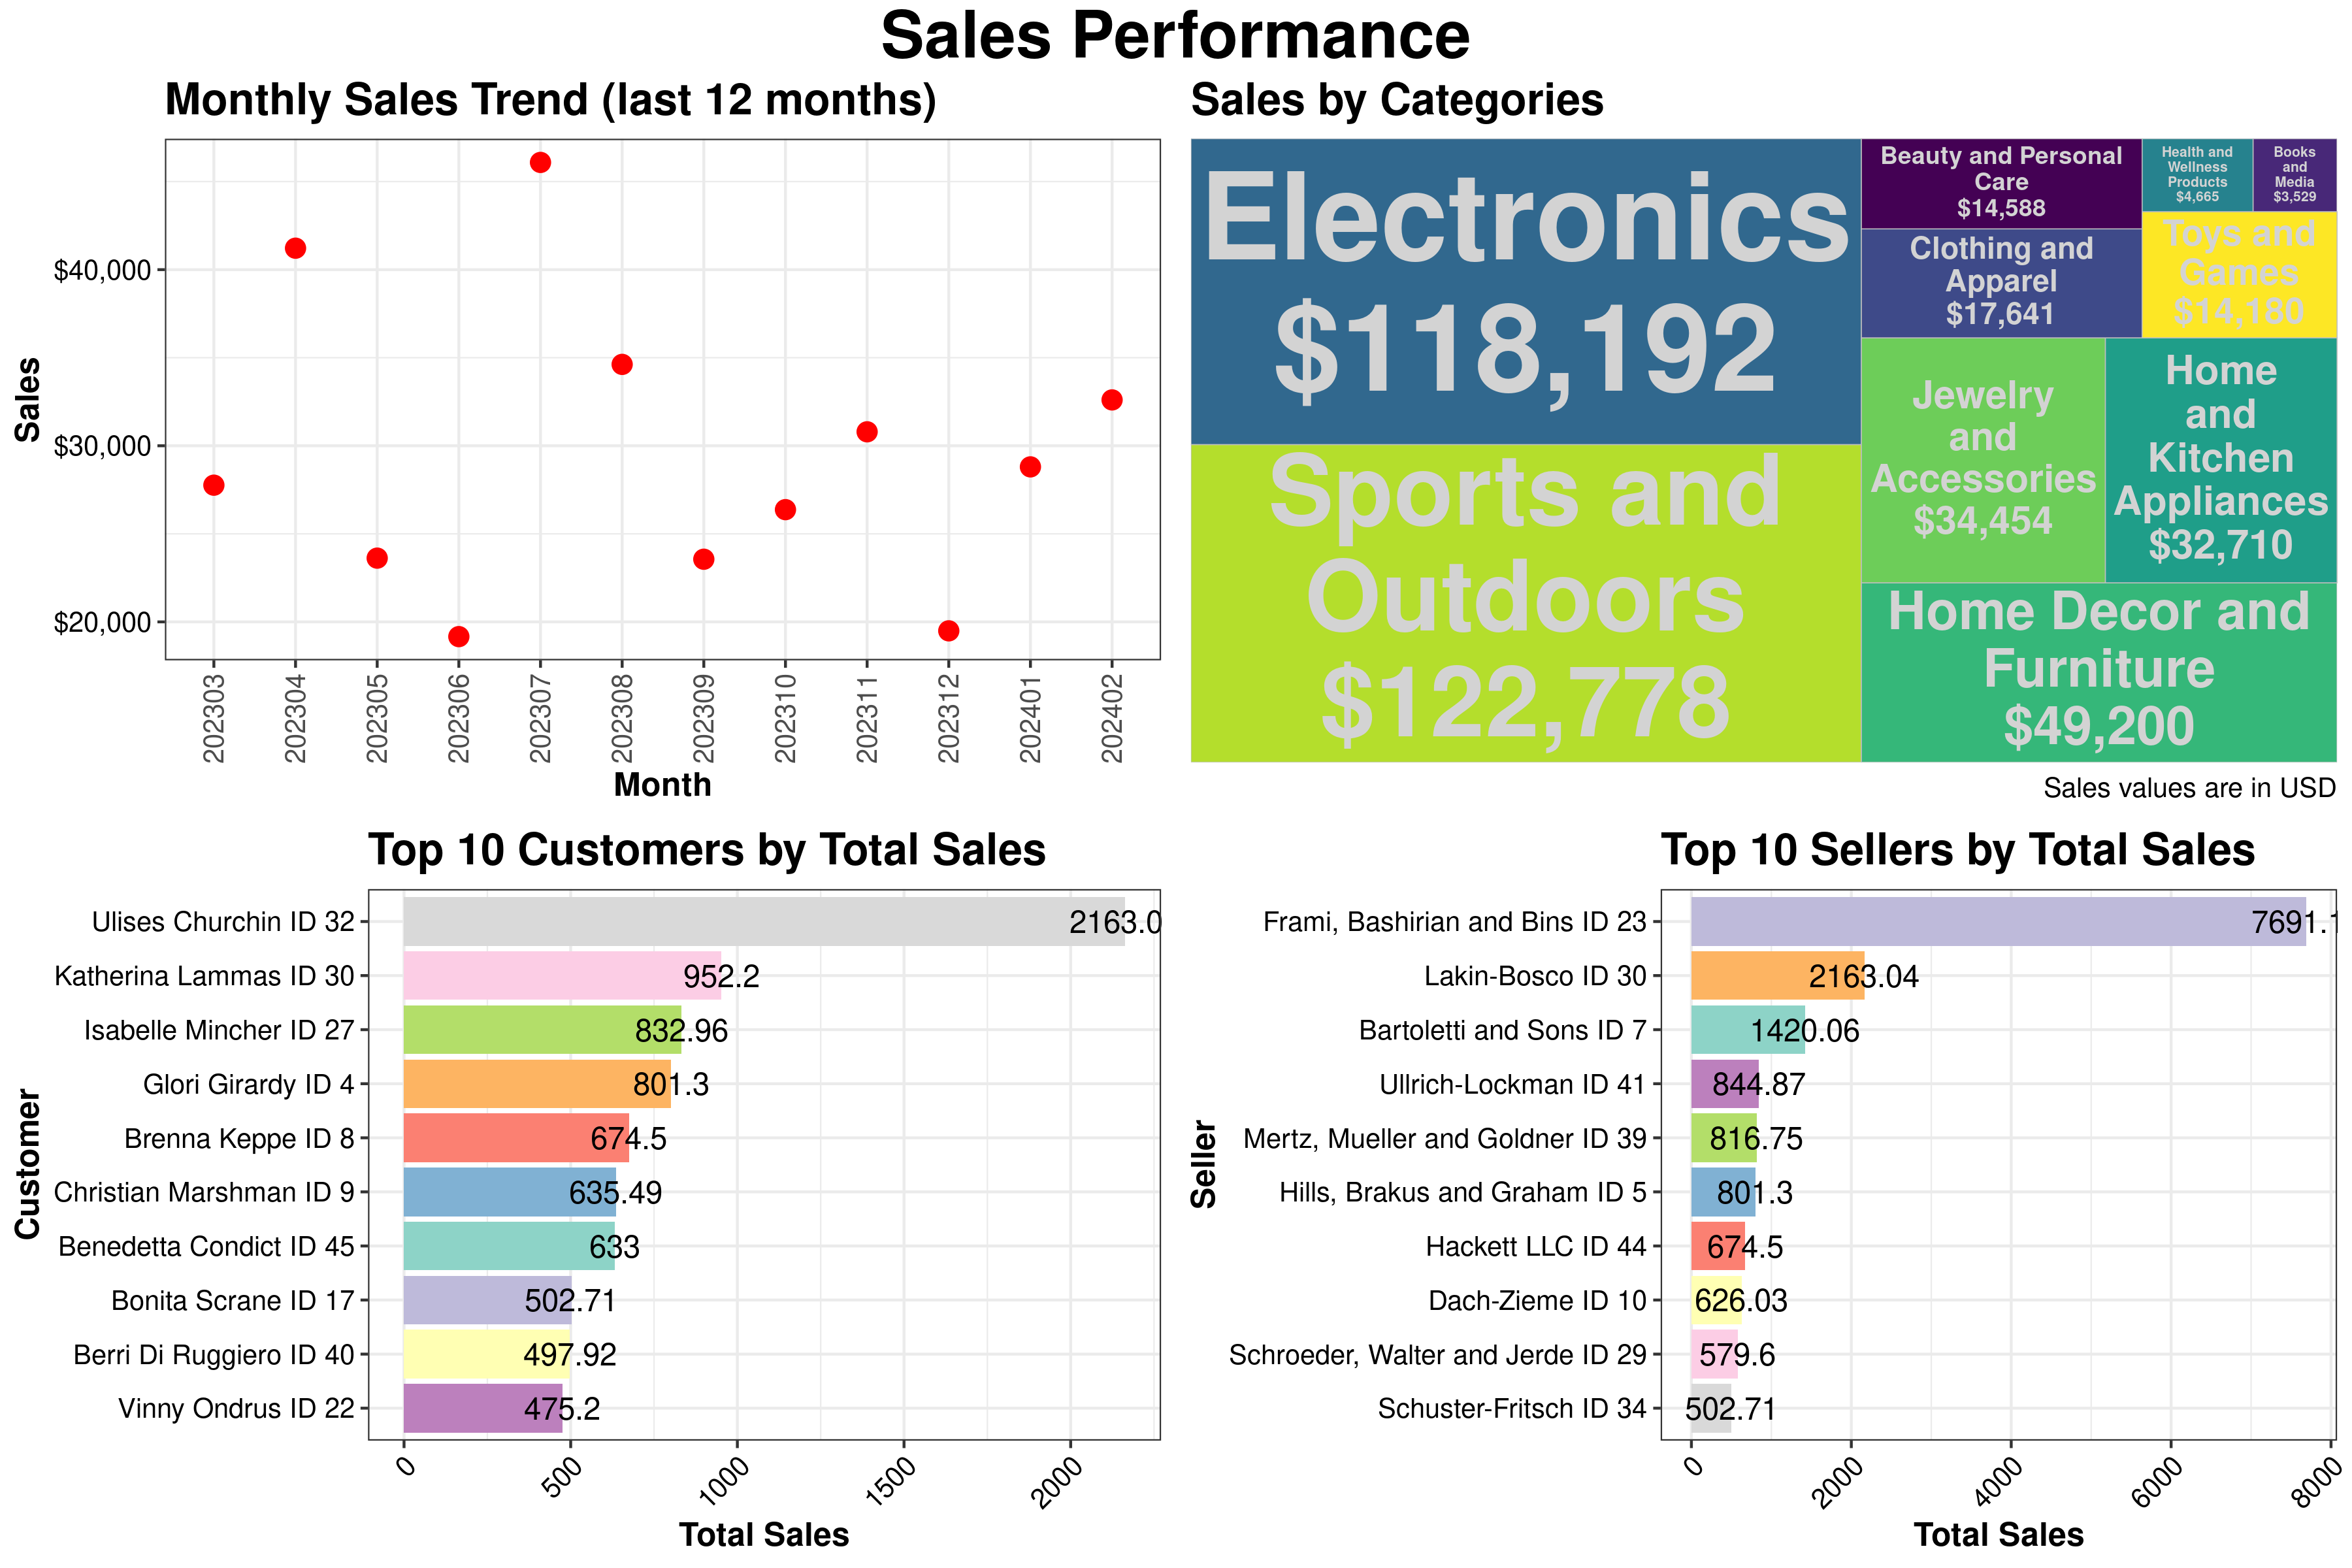 Sales Performance
Monthly Sales Trend (last 12 months)
Sales
$40,000
$30,000
$20,000
202303
202304
202305
202306
202307
202308
202309
202310
202311
202312
202401
202402
Month
Sales by Categories
Electronics
$118,192
Sports and
Outdoors
$122,778
Beauty and Personal
Care
$14,588
Health and
Wellness
Products
$4,665
Books
and
Media
$3,529
Clothing and
Apparel
$17,641
Toys and
Games
$14,180
Jewelry
and
Accessories
$34,454
Home
and
Kitchen
Appliances
$32,710
Home Decor and
Furniture
$49,200
Sales values are in USD
Top 10 Customers by Total Sales
Customer
Ulises Churchin ID 32 2163.0
Katherina Lammas ID 30 952.2
Isabelle Mincher ID 27 832.96
Glori Girardy ID 4 801.3
Brenna Keppe ID 8 674.5
Christian Marshman ID 9 635.49
Benedetta Condict ID 45 633
Bonita Scrane ID 17 502.71
Berri Di Ruggiero ID 40 497.92
Vinny Ondrus ID 22 475.2
0 500 1000 1500 2000
Total Sales
Top 10 Sellers by Total Sales
Seller
Frami, Bashirian and Bins ID 23 7691.1
Lakin-Bosco ID 30 2163.04
Bartoletti and Sons ID 7 1420.06
Ullrich-Lockman ID 41 844.87
Mertz, Mueller and Goldner ID 39 816.75
Hills, Brakus and Graham ID 5 801.3
Hackett LLC ID 44 674.5
Dach-Zieme ID 10 626.03
Schroeder, Walter and Jerde ID 29 579.6
Schuster-Fritsch ID 34 502.71
0 2000 4000 6000 8000
Total Sales